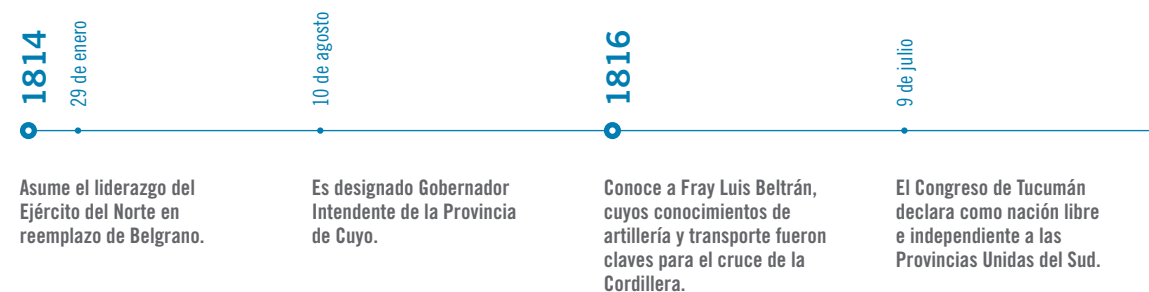 1814
29 de enero
Asume el liderazgo del
Ejército del Norte en
reemplazo de Belgrano.
10 de agosto
Es designado Gobernador
Intendente de la Provincia
de Cuyo.
1816
Conoce a Fray Luis Beltrán,
cuyos conocimientos de
artillería y transporte fueron
claves para el cruce de la
Cordillera.
9 de julio
El Congreso de Tucumán
declara como nación libre
e independiente a las
Provincias Unidas del Sud.